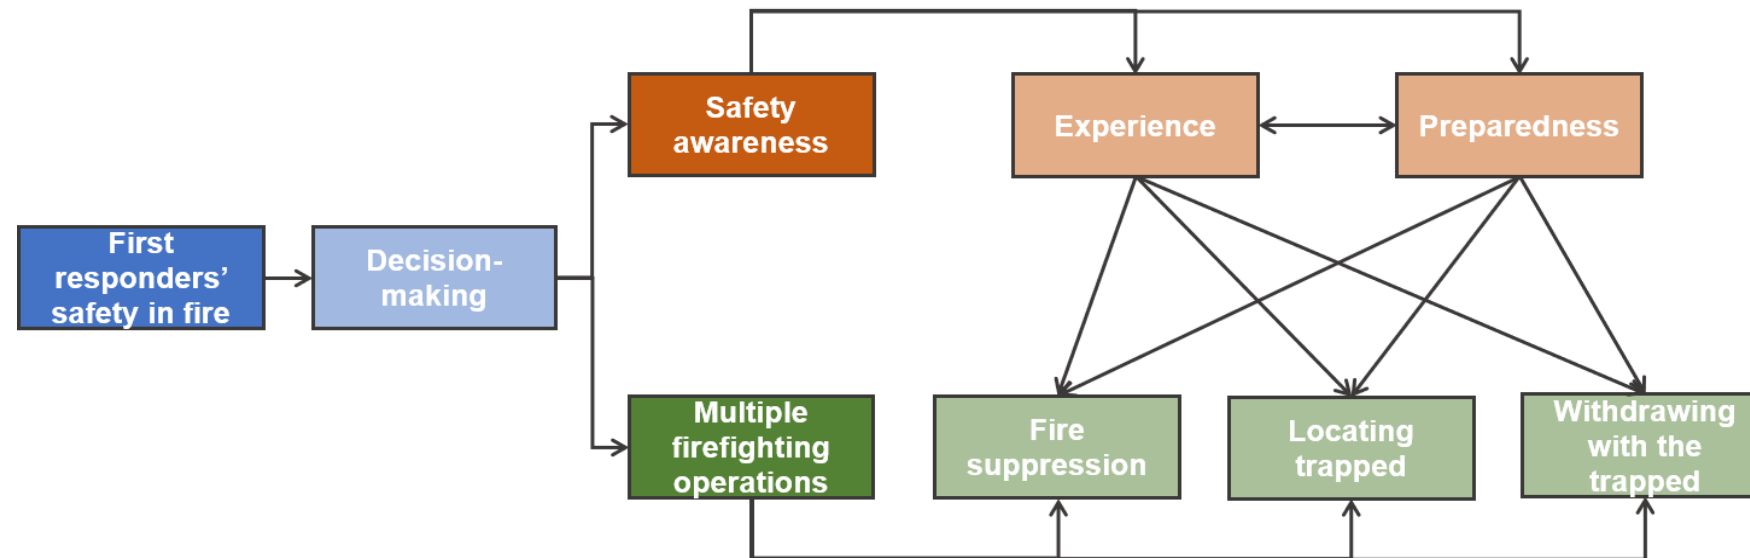 Safety
awareness
Experience
Preparedness
First
responders’
safety in fire
Decision-
making
Multiple
firefighting
operations
Fire
suppression
Locating
trapped
Withdrawing
with the
trapped